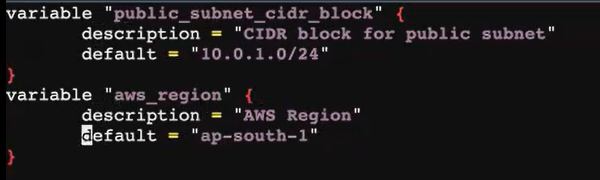 variable "public_subnet_cidr_block" {
        description = "CIDR block for public subnet"
        default = "10.0.1.0/24"
}
variable "aws_region" {
        description = "AWS Region"
        default = "ap-south-1"
}